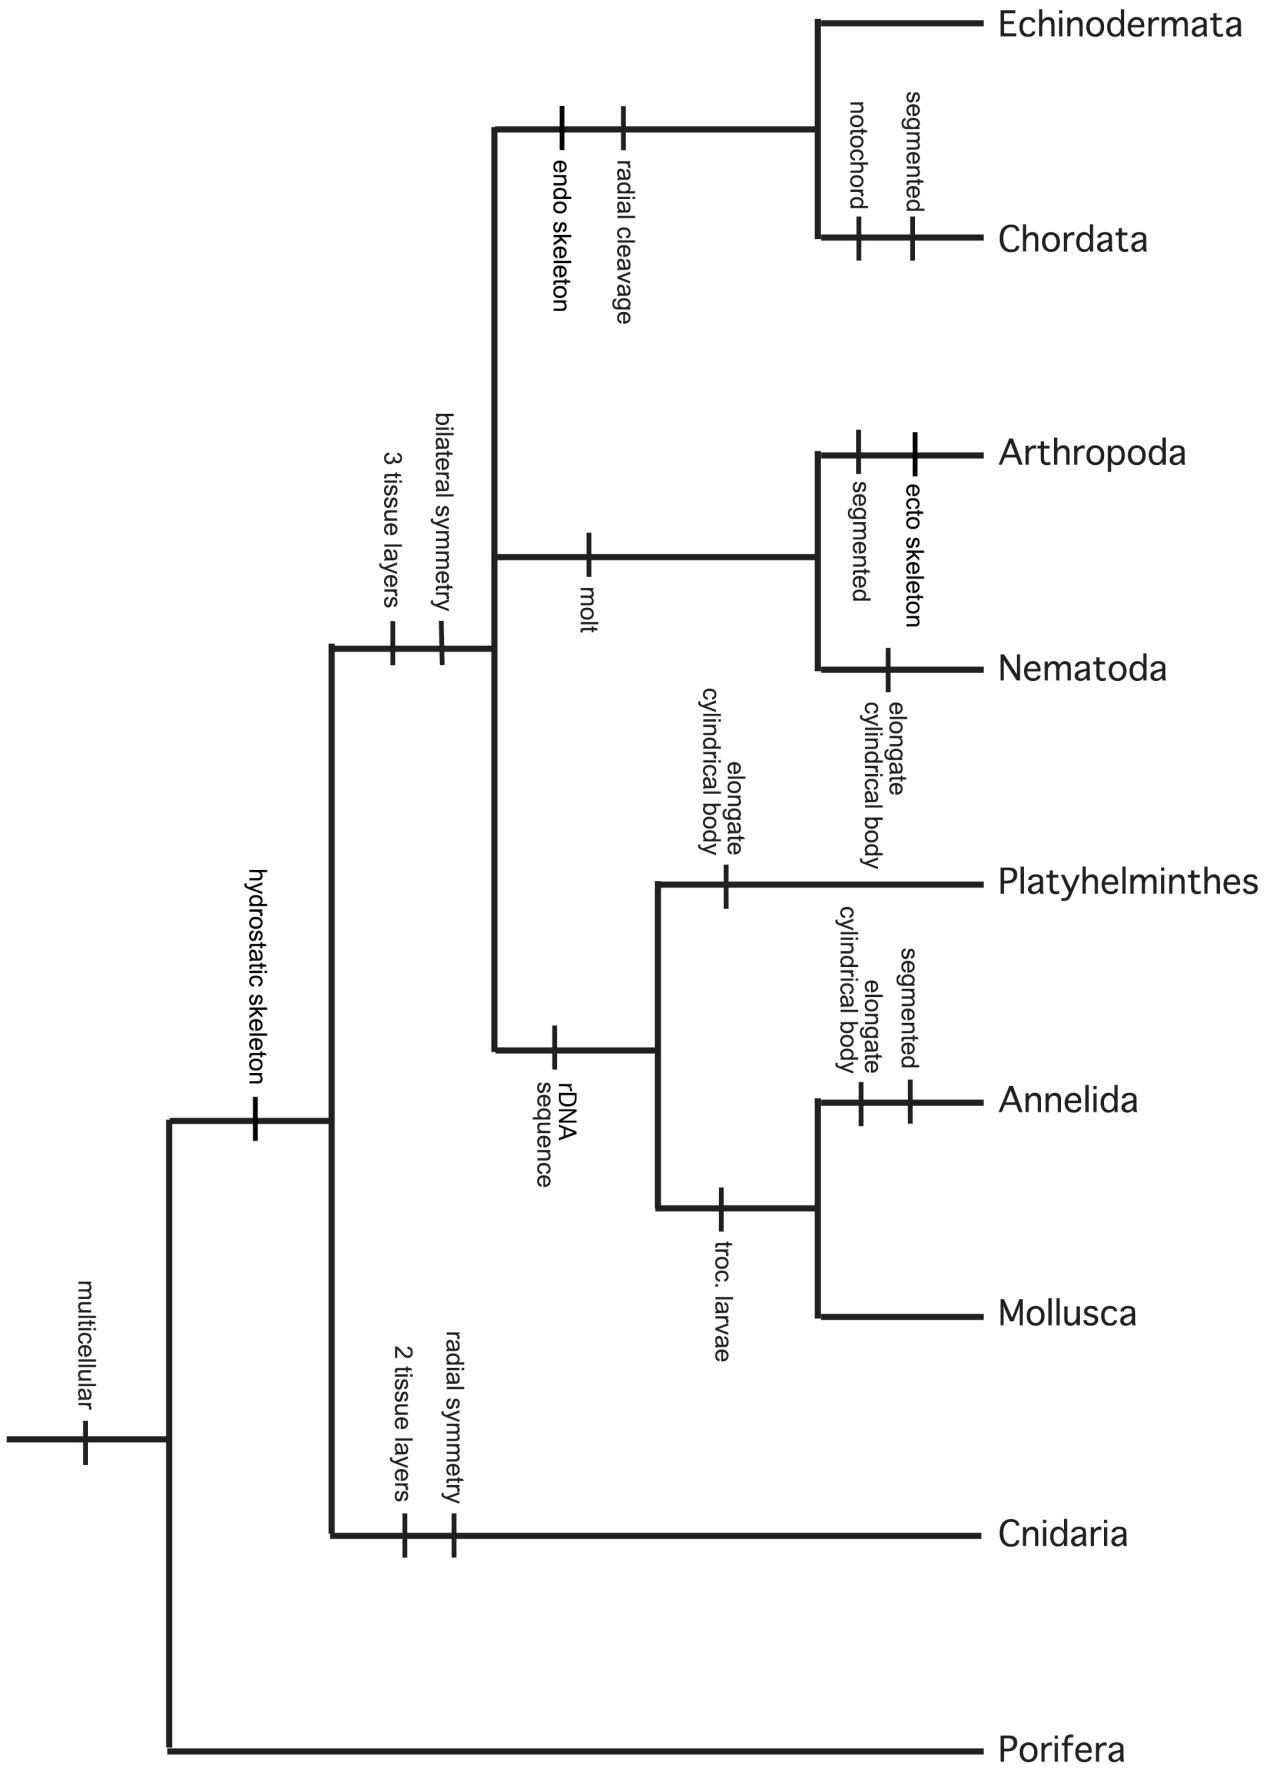 Echinodermata
notochord
segmented
endo skeleton
radial cleavage
Chordata
3 tissue layers
bilateral symmetry
Arthropoda
segmented
ecto skeleton
molt
Nematoda
elongate
cylindrical body
elongate
cylindrical body
Platyhelminthes
hydrostatic skeleton
elongate
cylindrical body
segmented
rDNA
sequence
Annelida
troc. larvae
Mollusca
multicellular
2 tissue layers
radial symmetry
Cnidaria
Porifera